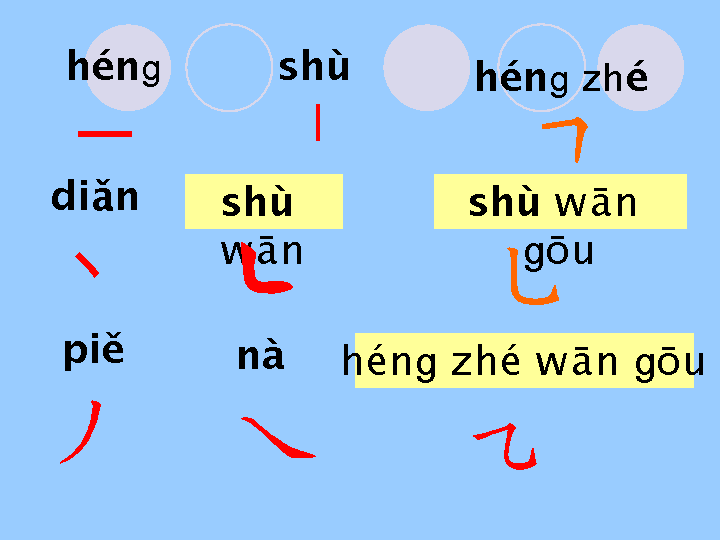 héng
shù
héng zhé
diǎn
shù
wān
shù wān
gōu
piě
nà
héng zhé wān gōu